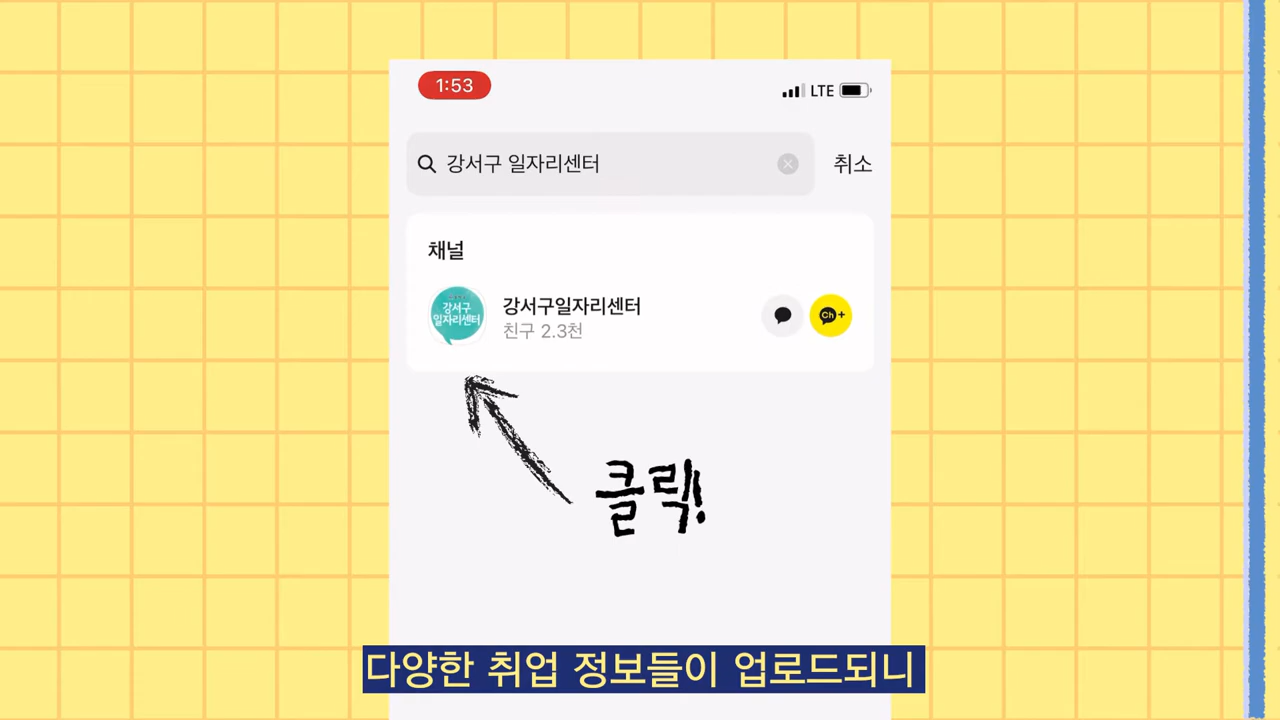 1:53
LTE
강서구 일자리센터
취소
채널
강서구
일자리센터
강서구일자리센터
친구 2.3천
Ch+
클릭!
다양한 취업 정보들이 업로드되니